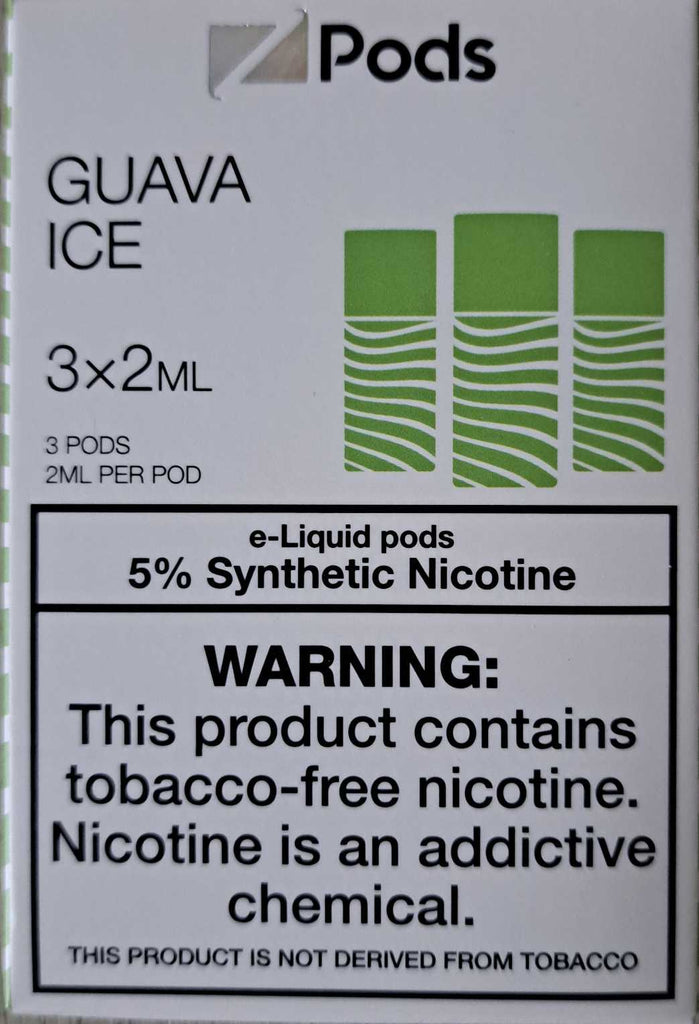 Z Pods
GUAVA
ICE
3×2ML
3 PODS
2ML PER POD
e-Liquid pods
5% Synthetic Nicotine
WARNING:
This product contains
tobacco-free nicotine.
Nicotine is an addictive
chemical.
THIS PRODUCT IS NOT DERIVED FROM TOBACCO